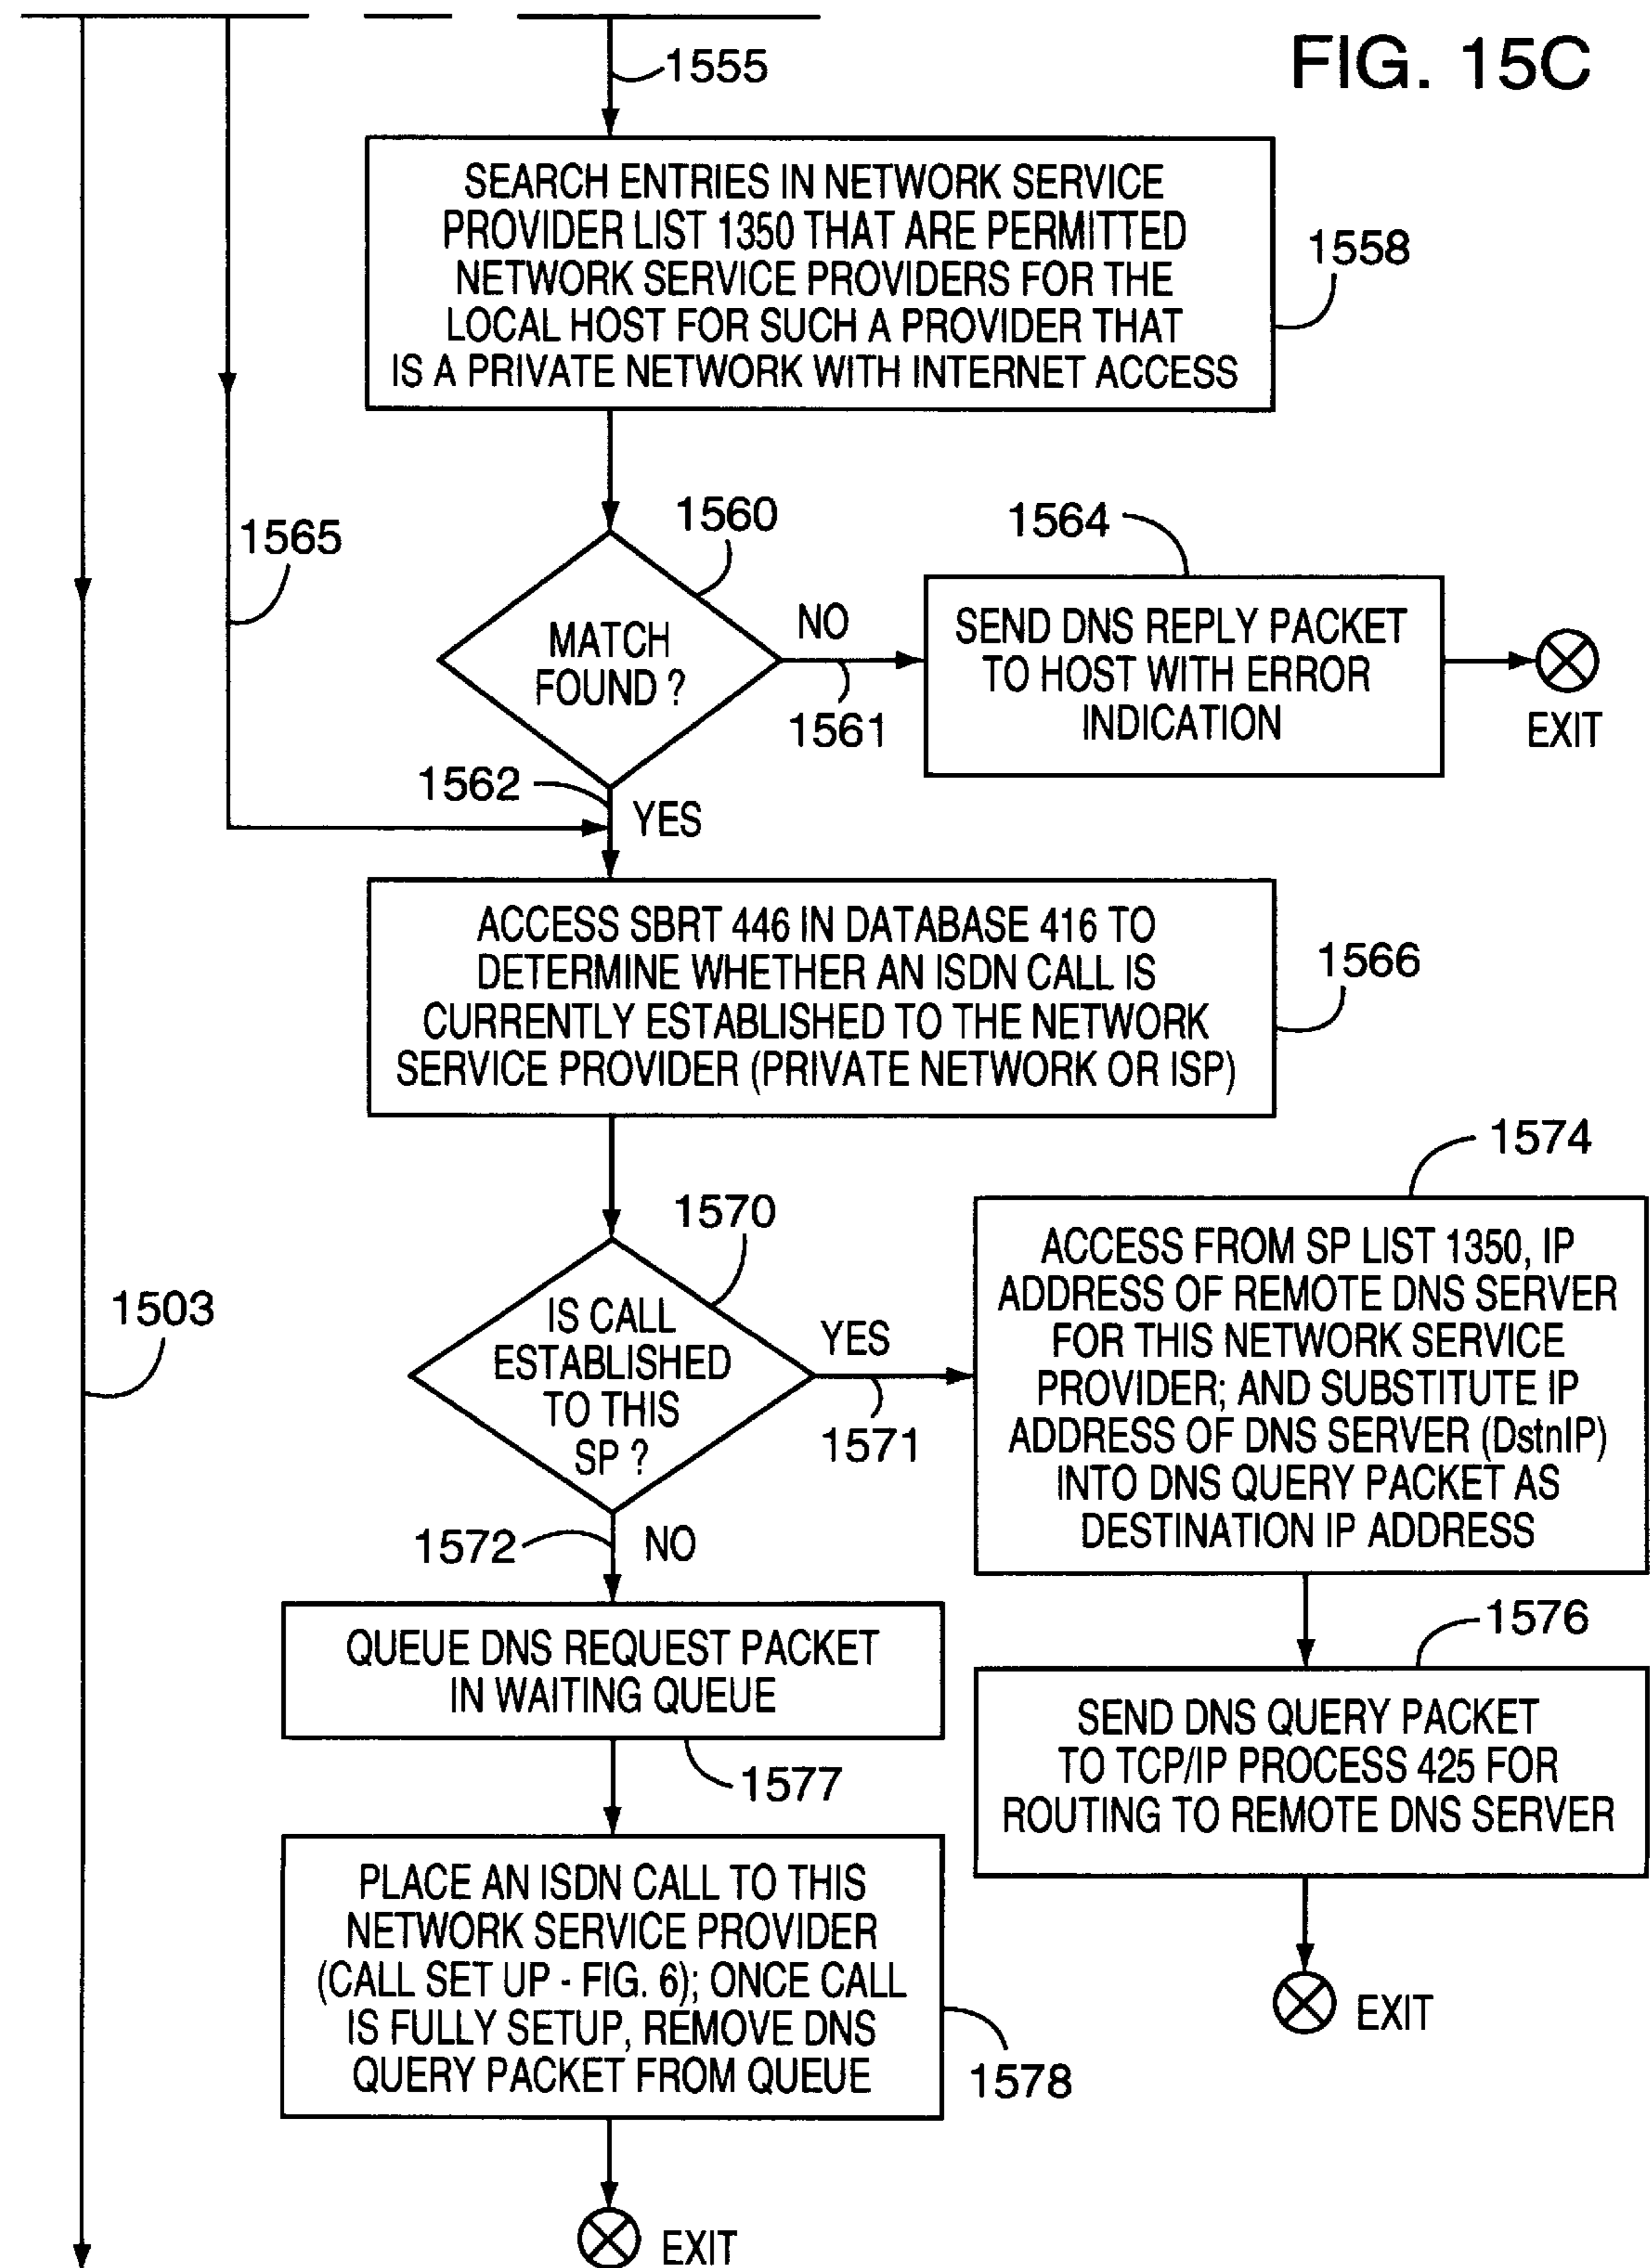 FIG. 15C
1555
SEARCH ENTRIES IN NETWORK SERVICE
PROVIDER LIST 1350 THAT ARE PERMITTED
NETWORK SERVICE PROVIDERS FOR THE
LOCAL HOST FOR SUCH A PROVIDER THAT
IS A PRIVATE NETWORK WITH INTERNET ACCESS
1558
1565
1560
MATCH
FOUND ?
NO
1561
1564
SEND DNS REPLY PACKET
TO HOST WITH ERROR
INDICATION
EXIT
1562
YES
ACCESS SBRT 446 IN DATABASE 416 TO
DETERMINE WHETHER AN ISDN CALL IS
CURRENTLY ESTABLISHED TO THE NETWORK
SERVICE PROVIDER (PRIVATE NETWORK OR ISP)
1566
1503
1570
IS CALL
ESTABLISHED
TO THIS
SP ?
YES
1571
1574
ACCESS FROM SP LIST 1350, IP
ADDRESS OF REMOTE DNS SERVER
FOR THIS NETWORK SERVICE
PROVIDER; AND SUBSTITUTE IP
ADDRESS OF DNS SERVER (DstnIP)
INTO DNS QUERY PACKET AS
DESTINATION IP ADDRESS
1572
NO
QUEUE DNS REQUEST PACKET
IN WAITING QUEUE
1577
1576
SEND DNS QUERY PACKET
TO TCP/IP PROCESS 425 FOR
ROUTING TO REMOTE DNS SERVER
EXIT
PLACE AN ISDN CALL TO THIS
NETWORK SERVICE PROVIDER
(CALL SET UP - FIG. 6); ONCE CALL
IS FULLY SETUP, REMOVE DNS
QUERY PACKET FROM QUEUE
1578
EXIT